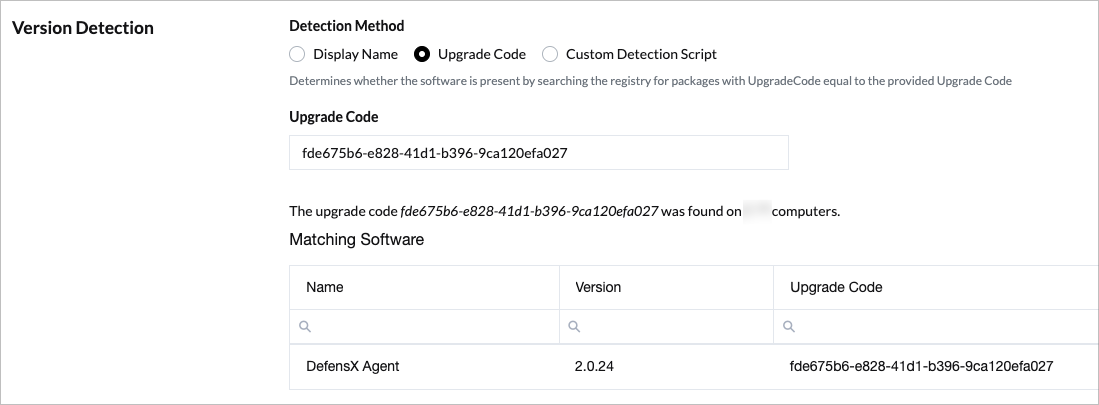 Version Detection
Detection Method
Display Name Upgrade Code Custom Detection Script
Determines whether the software is present by searching the registry for packages with UpgradeCode equal to the provided Upgrade Code
Upgrade Code
fde675b6-e828-41d1-b396-9ca120efa027
The upgrade code fde675b6-e828-41d1-b396-9ca120efa027 was found on computers.
Matching Software
Name Version Upgrade Code
DefensX Agent 2.0.24 fde675b6-e828-41d1-b396-9ca120efa027